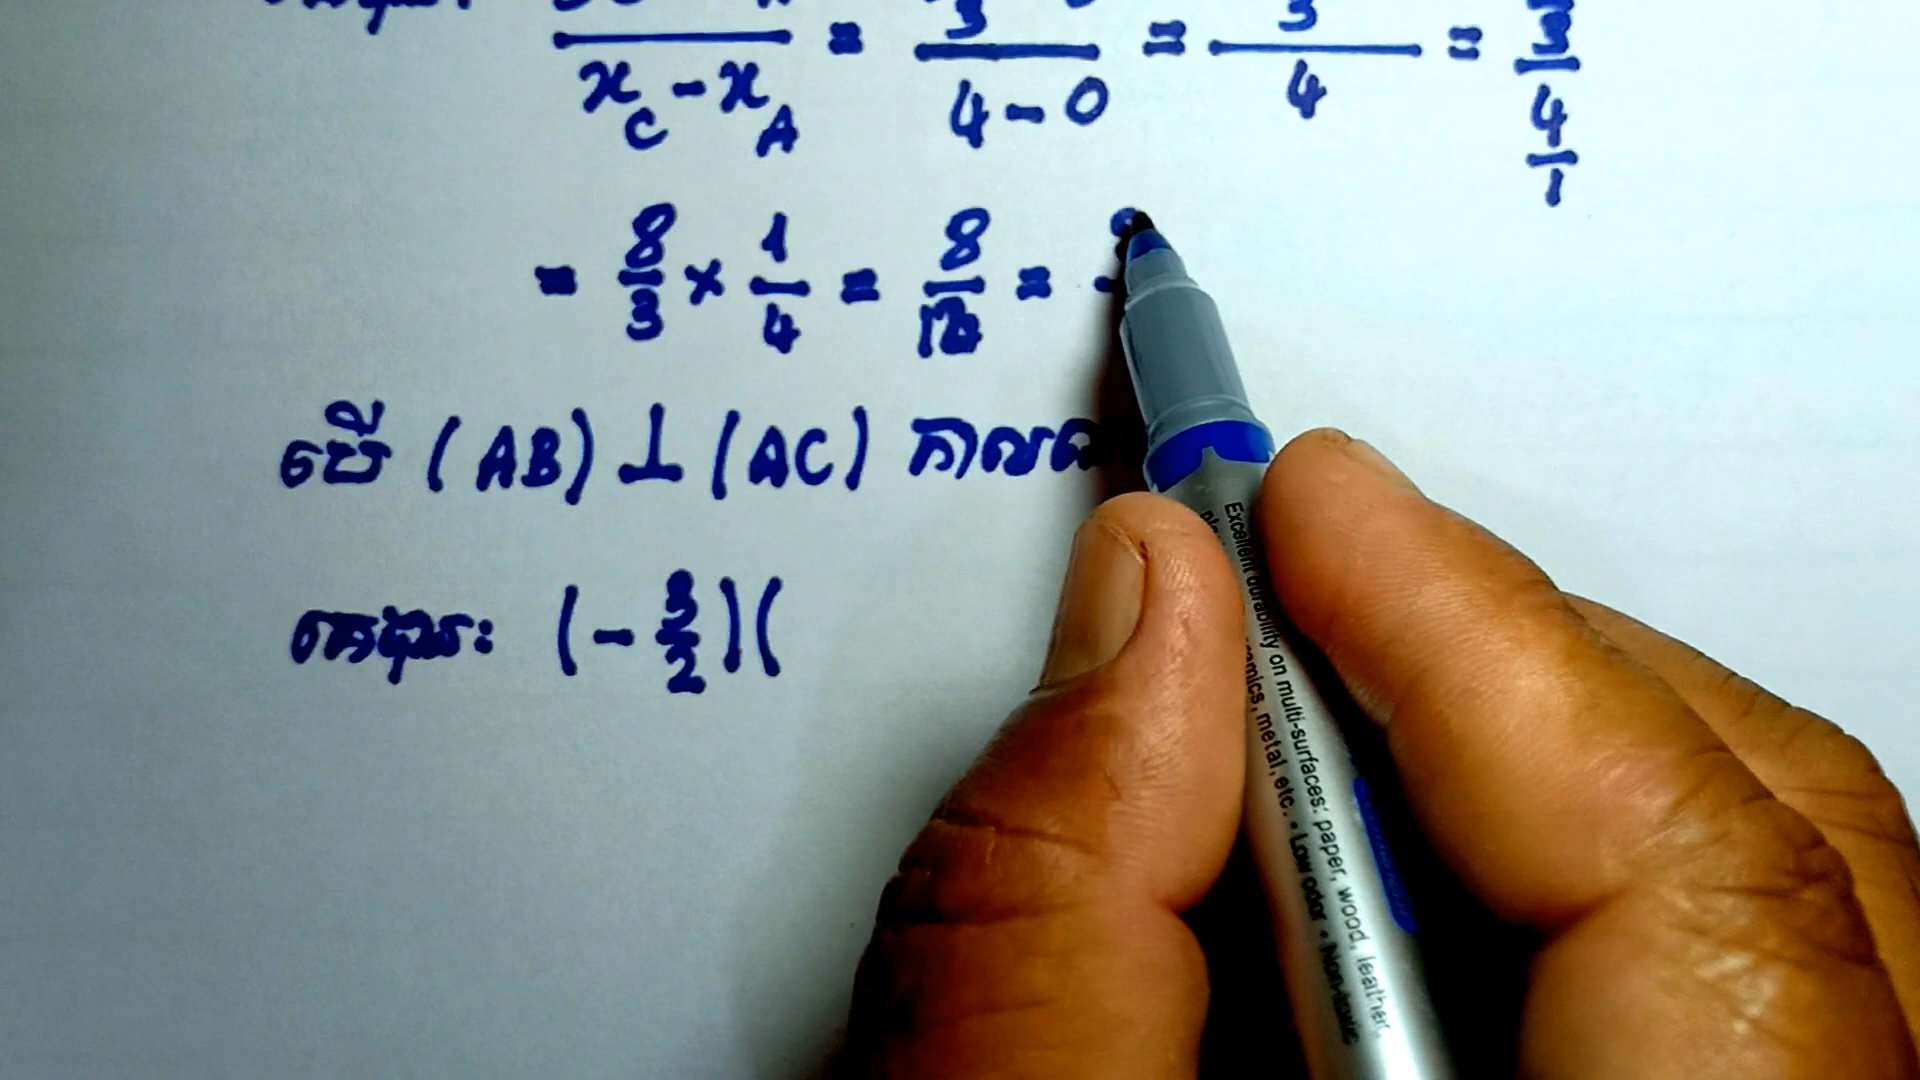 x_C - x_A = 3 / 4 - 0 = 3 / 4 = 3 / 4 / 1
= 8/3 × 1/4 = 8/12 =
បើ (AB) ⊥ (AC) កាលណា
គេបាន: (- 3/2)(
Excellent durability on multi-surfaces: paper, wood, leather,
metal, etc. • Low odor • Non-toxic